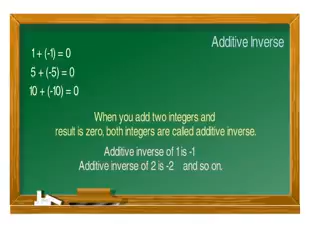 Additive Inverse
1 + (-1) = 0
5 + (-5) = 0
10 + (-10) = 0
When you add two integers and
result is zero, both integers are called additive inverse.
Additive inverse of 1 is -1
Additive inverse of 2 is -2 and so on.